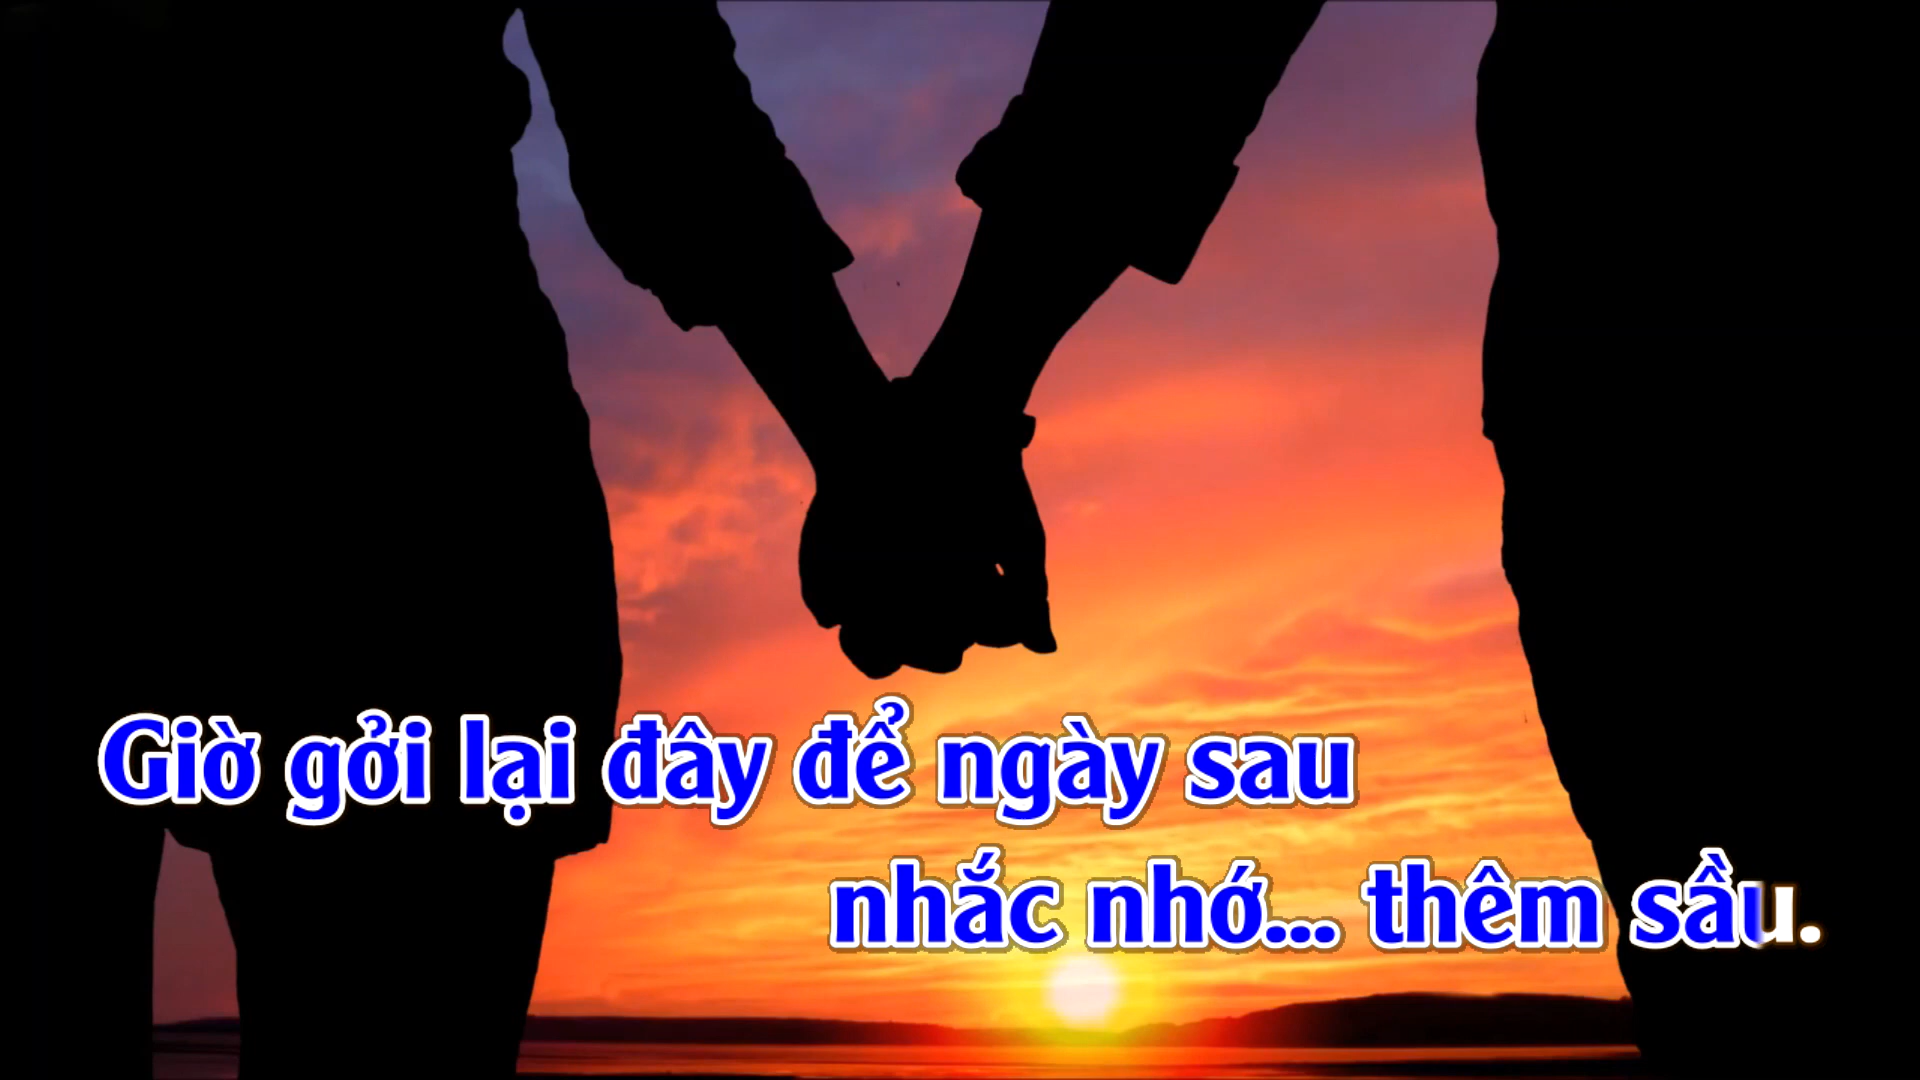 Giờ gởi lại đây để ngày sau
nhắc nhớ... thêm sầu.